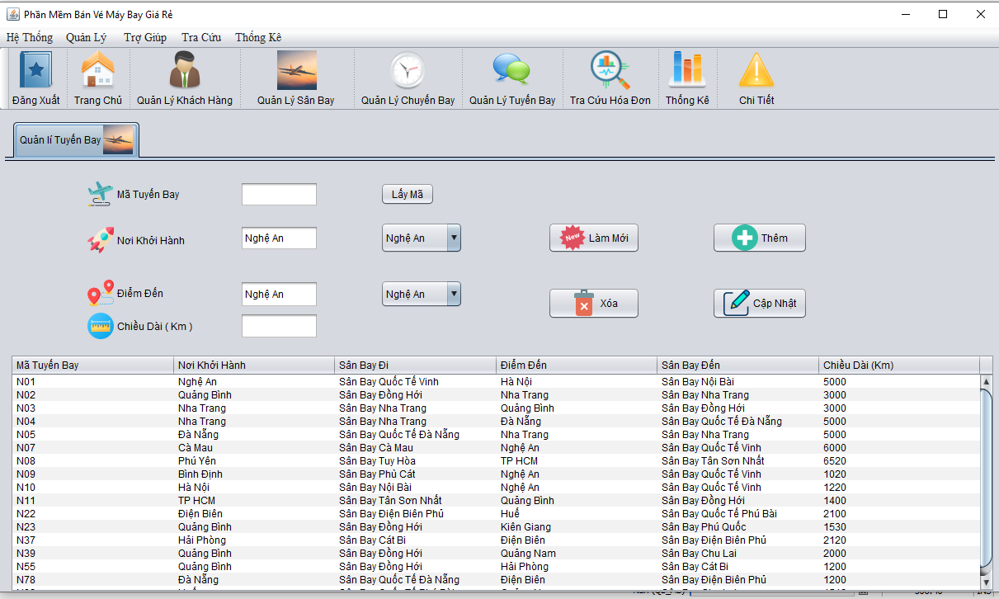 Phần Mềm Bán Vé Máy Bay Giá Rẻ
Hệ Thống Quản Lý Trợ Giúp Tra Cứu Thống Kê
Đăng Xuất Trang Chủ Quản Lý Khách Hàng Quản Lý Sân Bay Quản Lý Chuyến Bay Quản Lý Tuyến Bay Tra Cứu Hóa Đơn Thống Kê Chi Tiết
Quản lí Tuyến Bay
Mã Tuyến Bay Lấy Mã
Nơi Khởi Hành Nghệ An Nghệ An New Làm Mới Thêm
Điểm Đến Nghệ An Nghệ An Xóa Cập Nhật
Chiều Dài ( Km )
Mã Tuyến Bay Nơi Khởi Hành Sân Bay Đi Điểm Đến Sân Bay Đến Chiều Dài (Km)
N01 Nghệ An Sân Bay Quốc Tế Vinh Hà Nội Sân Bay Nội Bài 5000
N02 Quảng Bình Sân Bay Đồng Hới Nha Trang Sân Bay Nha Trang 3000
N03 Nha Trang Sân Bay Nha Trang Quảng Bình Sân Bay Đồng Hới 3000
N04 Nha Trang Sân Bay Nha Trang Đà Nẵng Sân Bay Quốc Tế Đà Nẵng 5000
N05 Đà Nẵng Sân Bay Quốc Tế Đà Nẵng Nha Trang Sân Bay Nha Trang 5000
N07 Cà Mau Sân Bay Cà Mau Nghệ An Sân Bay Quốc Tế Vinh 6000
N08 Phú Yên Sân Bay Tuy Hòa TP HCM Sân Bay Tân Sơn Nhất 6520
N09 Bình Định Sân Bay Phủ Cát Nghệ An Sân Bay Quốc Tế Vinh 1020
N10 Hà Nội Sân Bay Nội Bài Nghệ An Sân Bay Quốc Tế Vinh 1220
N11 TP HCM Sân Bay Tân Sơn Nhất Quảng Bình Sân Bay Đồng Hới 1400
N22 Điện Biên Sân Bay Điện Biên Phủ Huế Sân Bay Quốc Tế Phú Bài 2100
N23 Quảng Bình Sân Bay Đồng Hới Kiên Giang Sân Bay Phú Quốc 1530
N37 Hải Phòng Sân Bay Cát Bi Điện Biên Sân Bay Điện Biên Phủ 2120
N39 Quảng Bình Sân Bay Đồng Hới Quảng Nam Sân Bay Chu Lai 2000
N55 Quảng Bình Sân Bay Đồng Hới Hải Phòng Sân Bay Cát Bi 1200
N78 Đà Nẵng Sân Bay Quốc Tế Đà Nẵng Điện Biên Sân Bay Điện Biên Phủ 1200